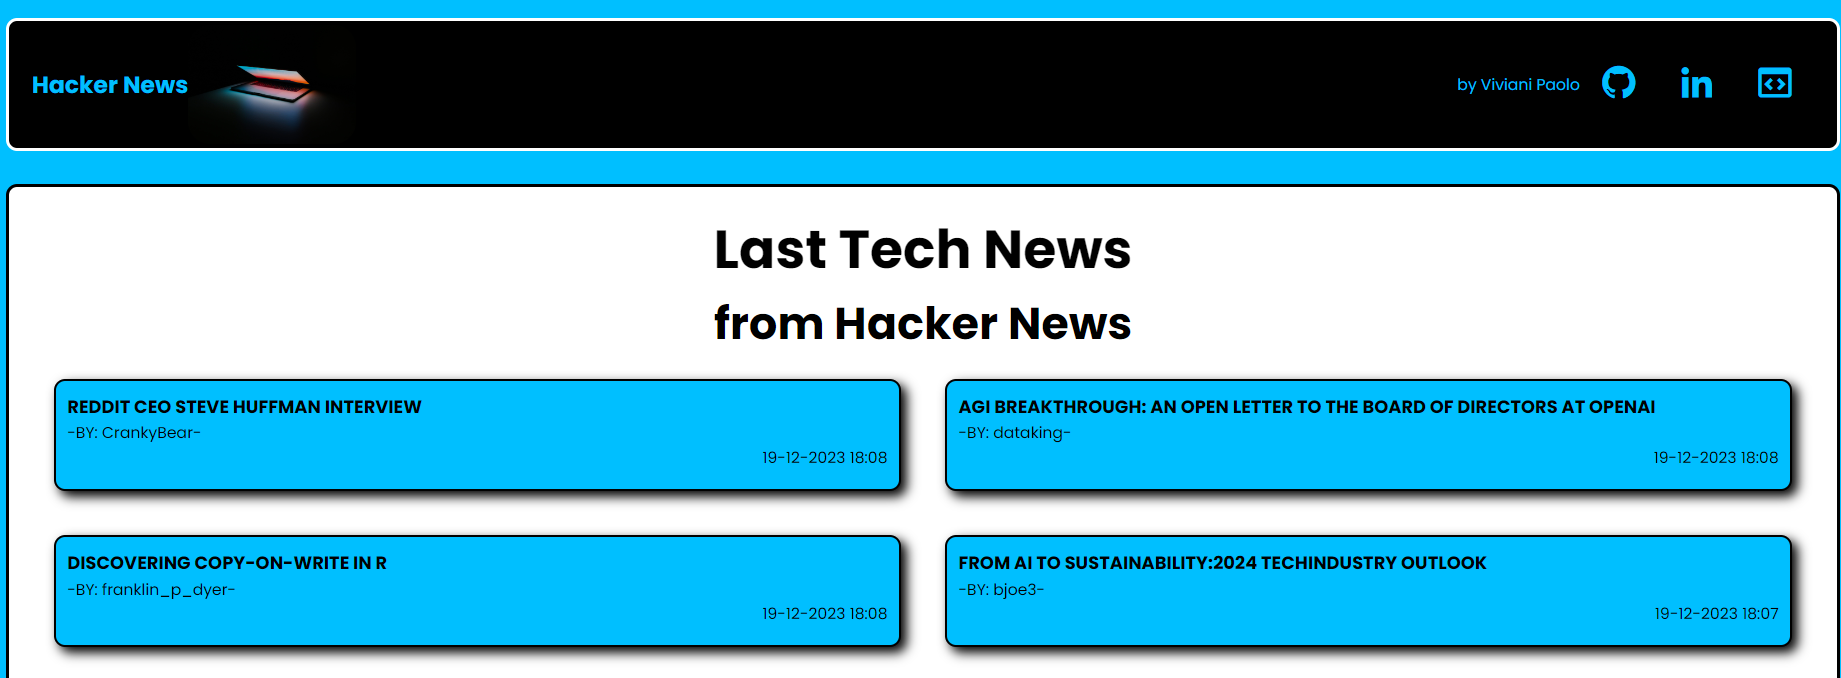 Hacker News
by Viviani Paolo
Last Tech News
from Hacker News
REDDIT CEO STEVE HUFFMAN INTERVIEW
-BY: CrankyBear-
19-12-2023 18:08
AGI BREAKTHROUGH: AN OPEN LETTER TO THE BOARD OF DIRECTORS AT OPENAI
-BY: dataking-
19-12-2023 18:08
DISCOVERING COPY-ON-WRITE IN R
-BY: franklin_p_dyer-
19-12-2023 18:08
FROM AI TO SUSTAINABILITY:2024 TECHINDUSTRY OUTLOOK
-BY: bjoe3-
19-12-2023 18:07